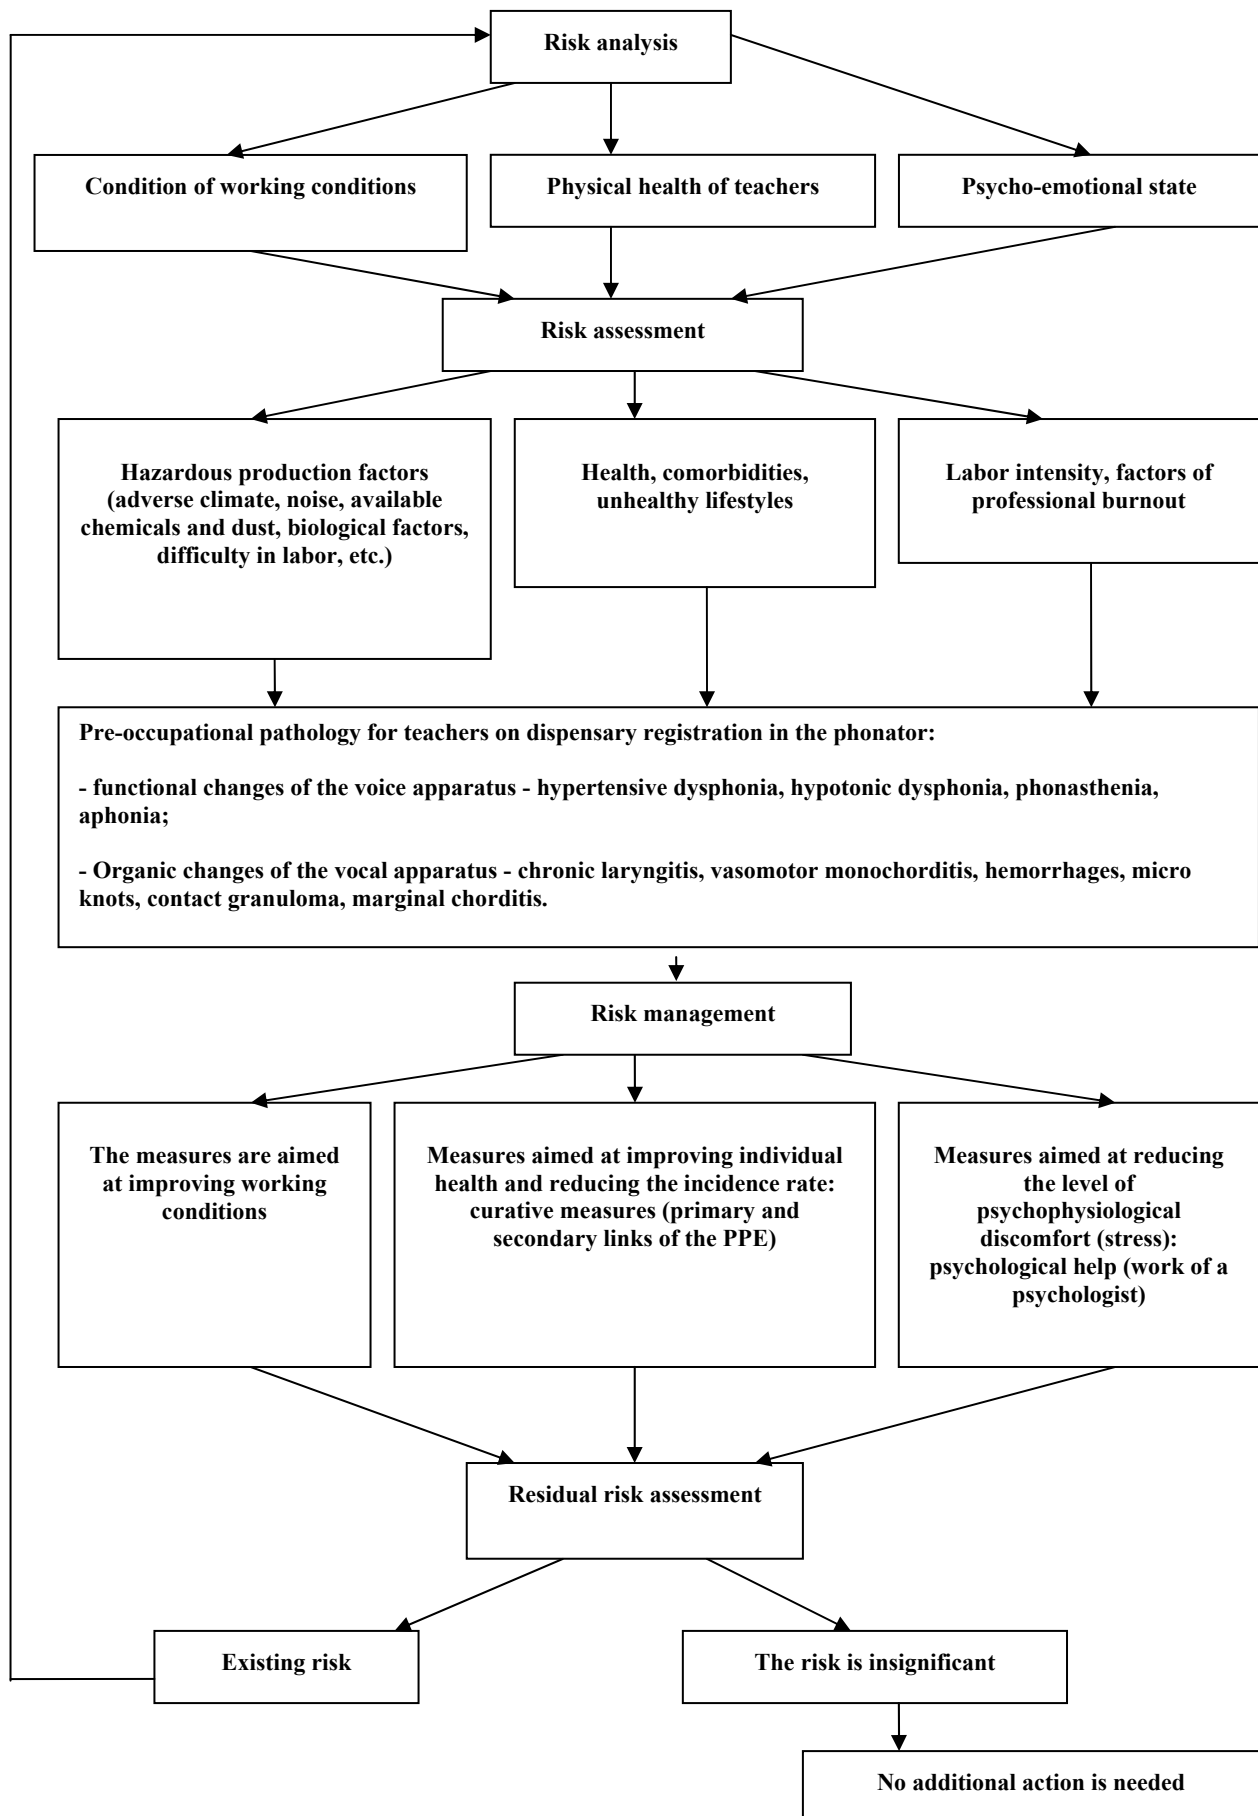 Risk analysis
Condition of working conditions
Physical health of teachers
Psycho-emotional state
Risk assessment
Hazardous production factors
(adverse climate, noise, available
chemicals and dust, biological factors,
difficulty in labor, etc.)
Health, comorbidities,
unhealthy lifestyles
Labor intensity, factors of
professional burnout
Pre-occupational pathology for teachers on dispensary registration in the phonator:
- functional changes of the voice apparatus - hypertensive dysphonia, hypotonic dysphonia, phonasthenia,
aphonia;
- Organic changes of the vocal apparatus - chronic laryngitis, vasomotor monochorditis, hemorrhages, micro
knots, contact granuloma, marginal chorditis.
Risk management
The measures are aimed
at improving working
conditions
Measures aimed at improving individual
health and reducing the incidence rate:
curative measures (primary and
secondary links of the PPE)
Measures aimed at reducing
the level of
psychophysiological
discomfort (stress):
psychological help (work of a
psychologist)
Residual risk assessment
Existing risk
The risk is insignificant
No additional action is needed